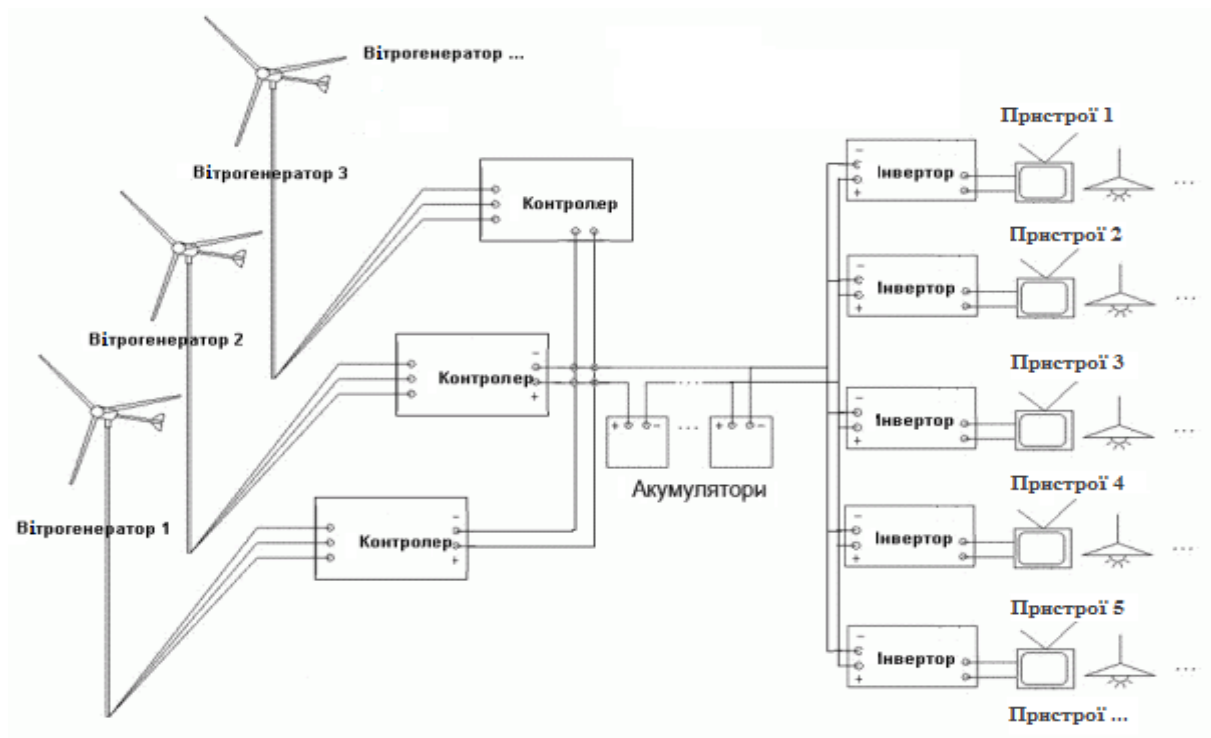 Вітрогенератор ...
Вітрогенератор 3
Вітрогенератор 2
Вітрогенератор 1
Контролер
Контролер
- +
Контролер
- +
+ - ... + -
Акумулятори
Пристрої 1
- Інвертор +
...
Пристрої 2
- Інвертор +
...
Пристрої 3
- Інвертор +
...
Пристрої 4
- Інвертор +
...
Пристрої 5
- Інвертор +
...
Пристрої ...